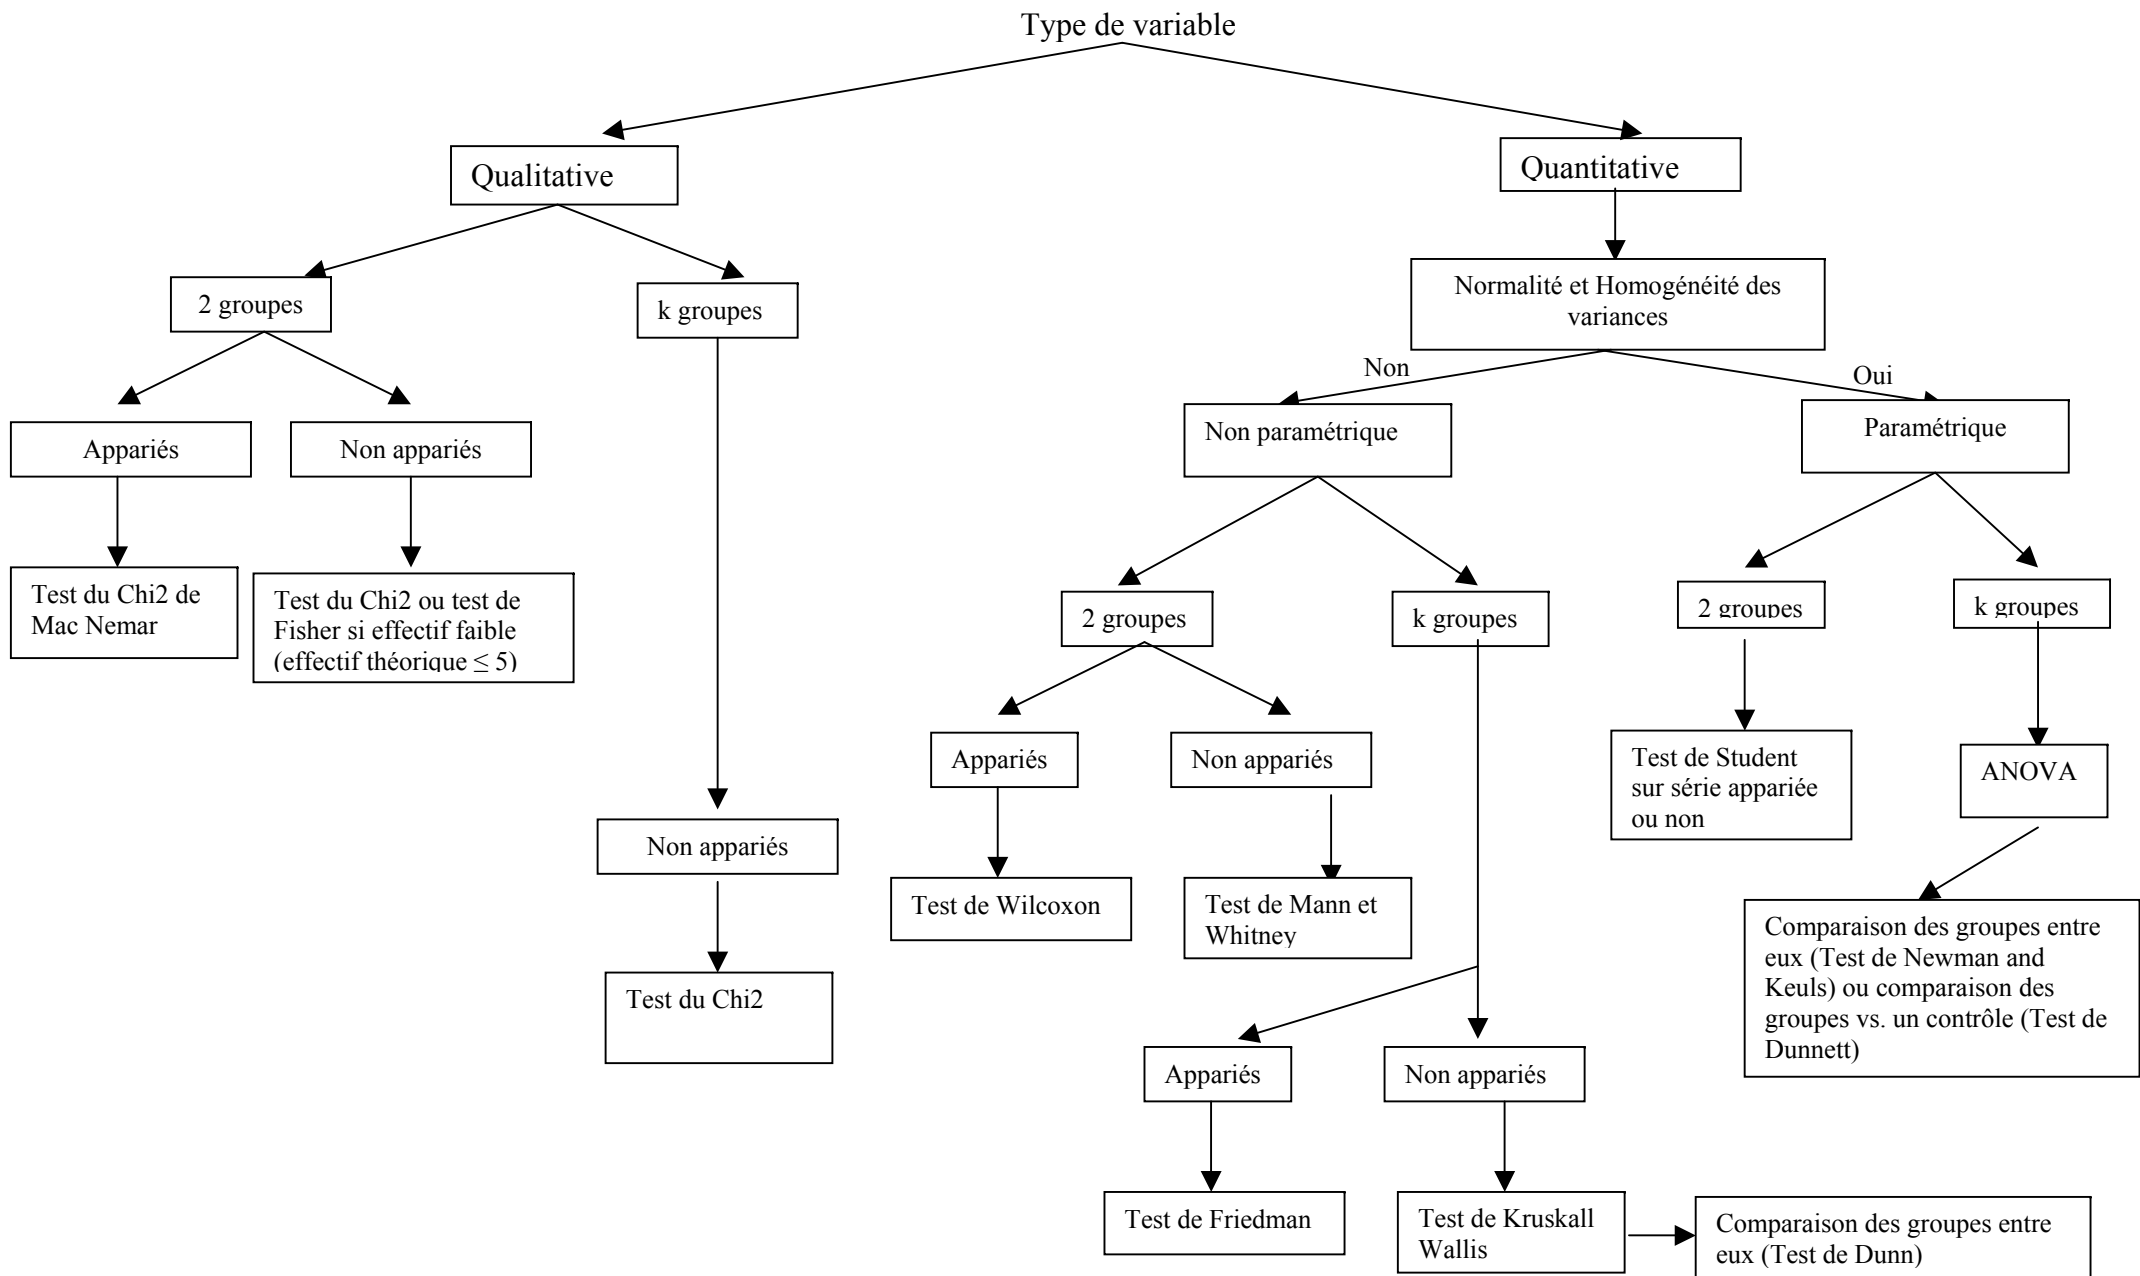 Type de variable
Qualitative
Quantitative
2 groupes
k groupes
Normalité et Homogénéité des
variances
Non
Oui
Appariés
Non appariés
Non paramétrique
Paramétrique
Test du Chi2 de
Mac Nemar
Test du Chi2 ou test de
Fisher si effectif faible
(effectif théorique ≤ 5)
2 groupes
k groupes
2 groupes
k groupes
Appariés
Non appariés
Test de Student
sur série appariée
ou non
ANOVA
Non appariés
Test de Wilcoxon
Test de Mann et
Whitney
Comparaison des groupes entre
eux (Test de Newman and
Keuls) ou comparaison des
groupes vs. un contrôle (Test de
Dunnett)
Test du Chi2
Appariés
Non appariés
Test de Friedman
Test de Kruskall
Wallis
Comparaison des groupes entre
eux (Test de Dunn)